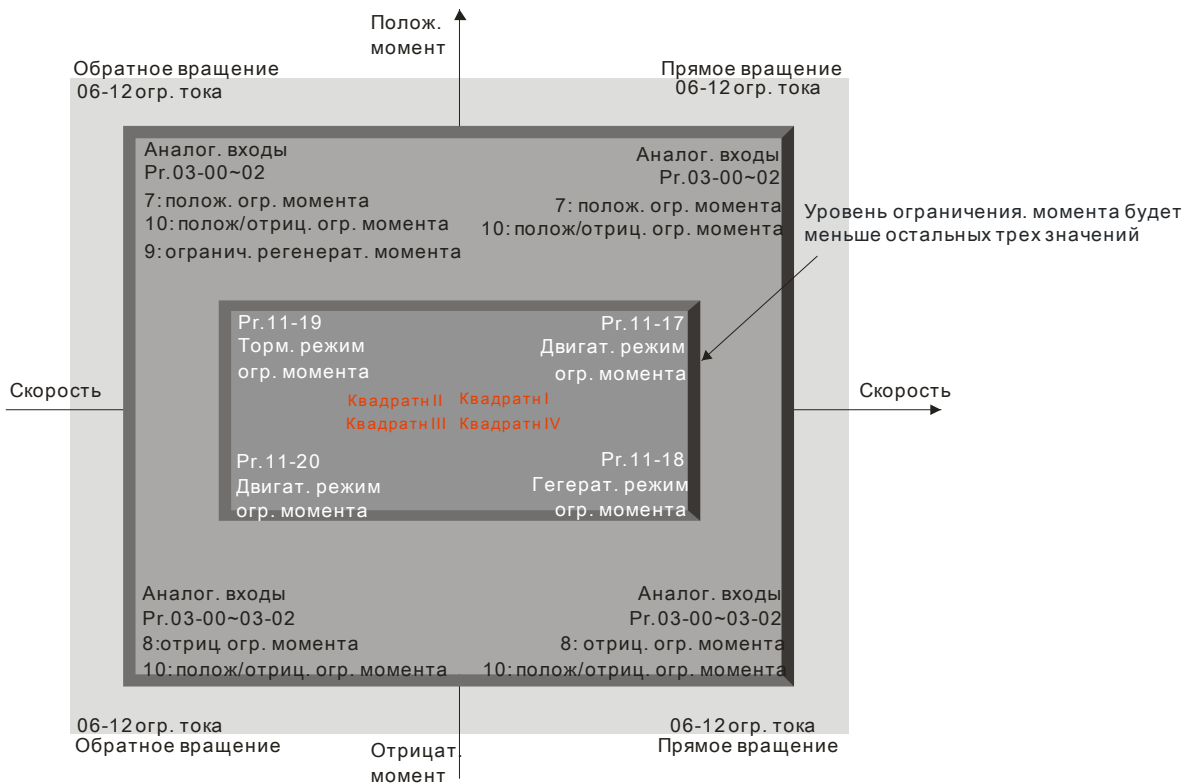 Полож.
момент
Обратное вращение
06-12 огр. тока
Прямое вращение
06-12 огр. тока
Аналог. входы
Pr.03-00~02
7: полож. огр. момента
10: полож/отриц. огр. момента
9: огранич. регенерат. момента
Аналог. входы
Pr.03-00~02
7: полож. огр. момента
10: полож/отриц. огр. момента
Уровень ограничения. момента будет
меньше остальных трех значений
Pr.11-19
Торм. режим
огр. момента
Pr.11-17
Двигат. режим
огр. момента
Скорость
Квадратн II Квадратн I
Квадратн III Квадратн IV
Скорость
Pr.11-20
Двигат. режим
огр. момента
Pr.11-18
Гегерат. режим
огр. момента
Аналог. входы
Pr.03-00~03-02
8:отриц огр. момента
10: полож/отриц. огр. момента
Аналог. входы
Pr.03-00~03-02
8: отриц. огр. момента
10: полож/отриц. огр. момента
06-12 огр. тока
Обратное вращение
06-12 огр. тока
Прямое вращение
Отрицат.
момент